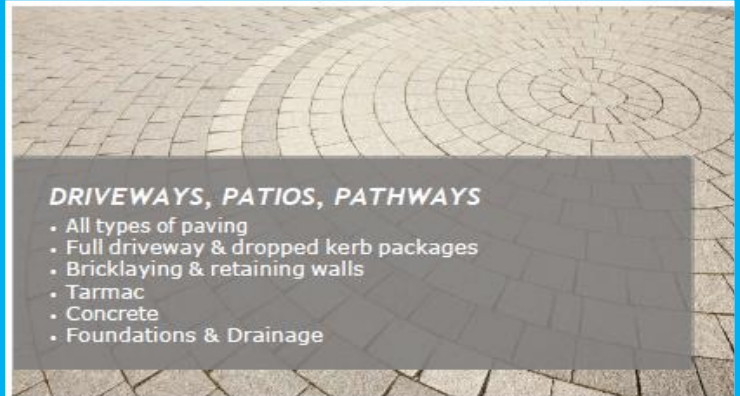 DRIVEWAYS, PATIOS, PATHWAYS
• All types of paving
• Full driveway & dropped kerb packages
• Bricklaying & retaining walls
• Tarmac
• Concrete
• Foundations & Drainage